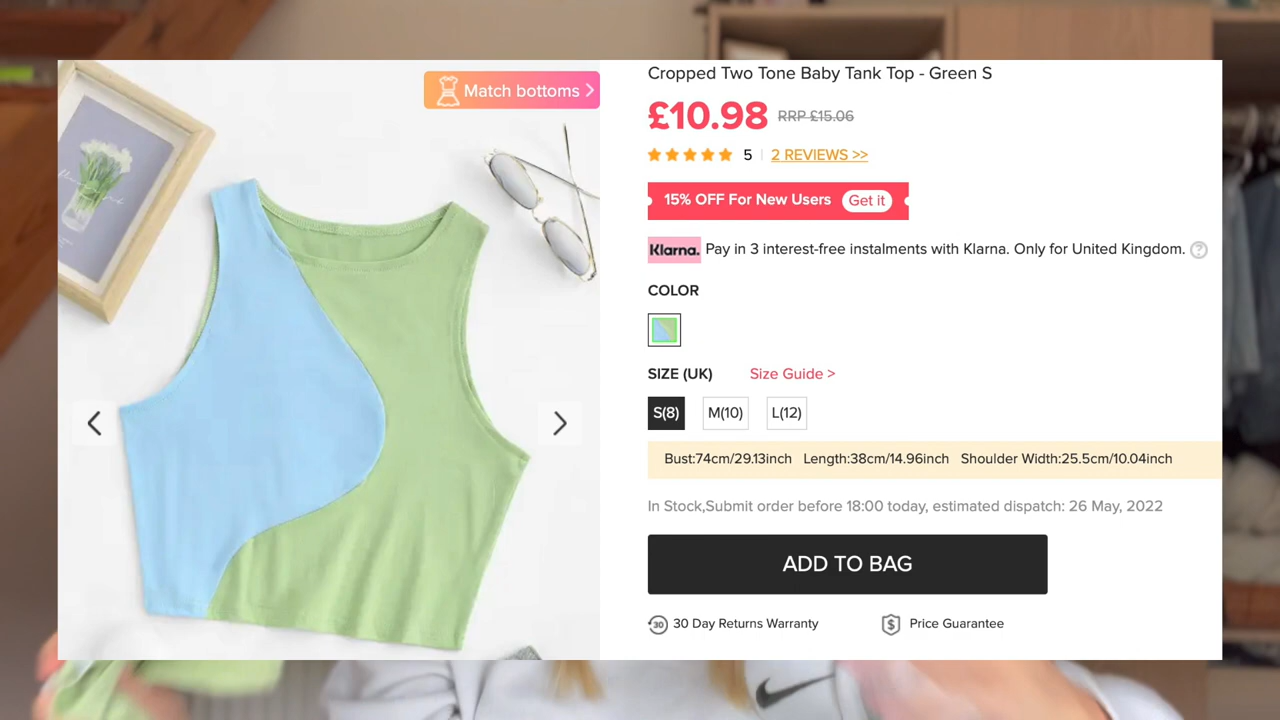 Match bottoms
Cropped Two Tone Baby Tank Top - Green S
£10.98 RRP £15.06
5 2 REVIEWS >>
15% OFF For New Users Get it
Klarna. Pay in 3 interest-free instalments with Klarna. Only for United Kingdom. ?
COLOR
SIZE (UK) Size Guide >
S(8) M(10) L(12)
Bust:74cm/29.13inch Length:38cm/14.96inch Shoulder Width:25.5cm/10.04inch
In Stock,Submit order before 18:00 today, estimated dispatch: 26 May, 2022
ADD TO BAG
30 30 Day Returns Warranty $ Price Guarantee